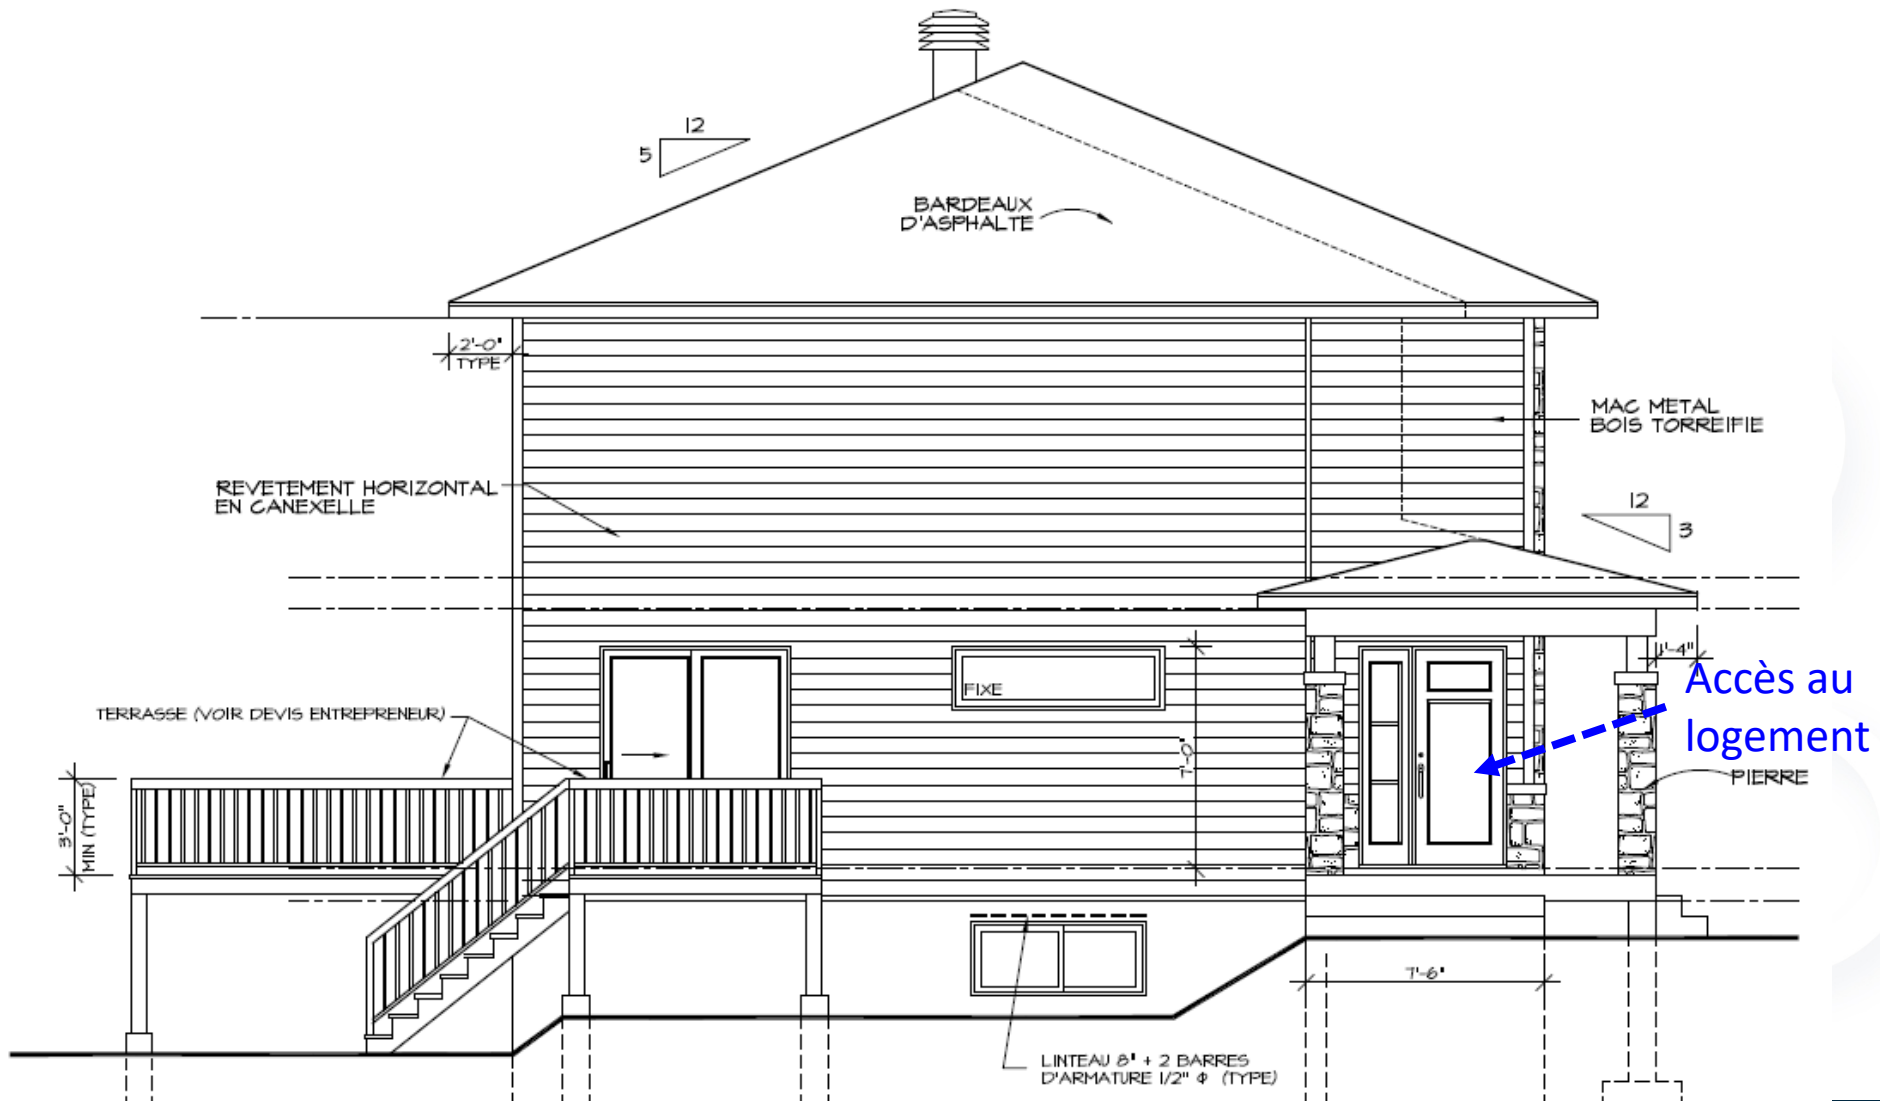 12
5
BARDEAUX
D'ASPHALTE
2'-0"
TYPE
MAC METAL
BOIS TORREIFIE
REVETEMENT HORIZONTAL
EN CANEXELLE
12
3
1'-4"
FIXE
Accès au
logement
TERRASSE (VOIR DEVIS ENTREPRENEUR)
7'-0"
PIERRE
3'-0"
MIN (TYPE)
7'-6"
LINTEAU 8" + 2 BARRES
D'ARMATURE 1/2" Φ (TYPE)